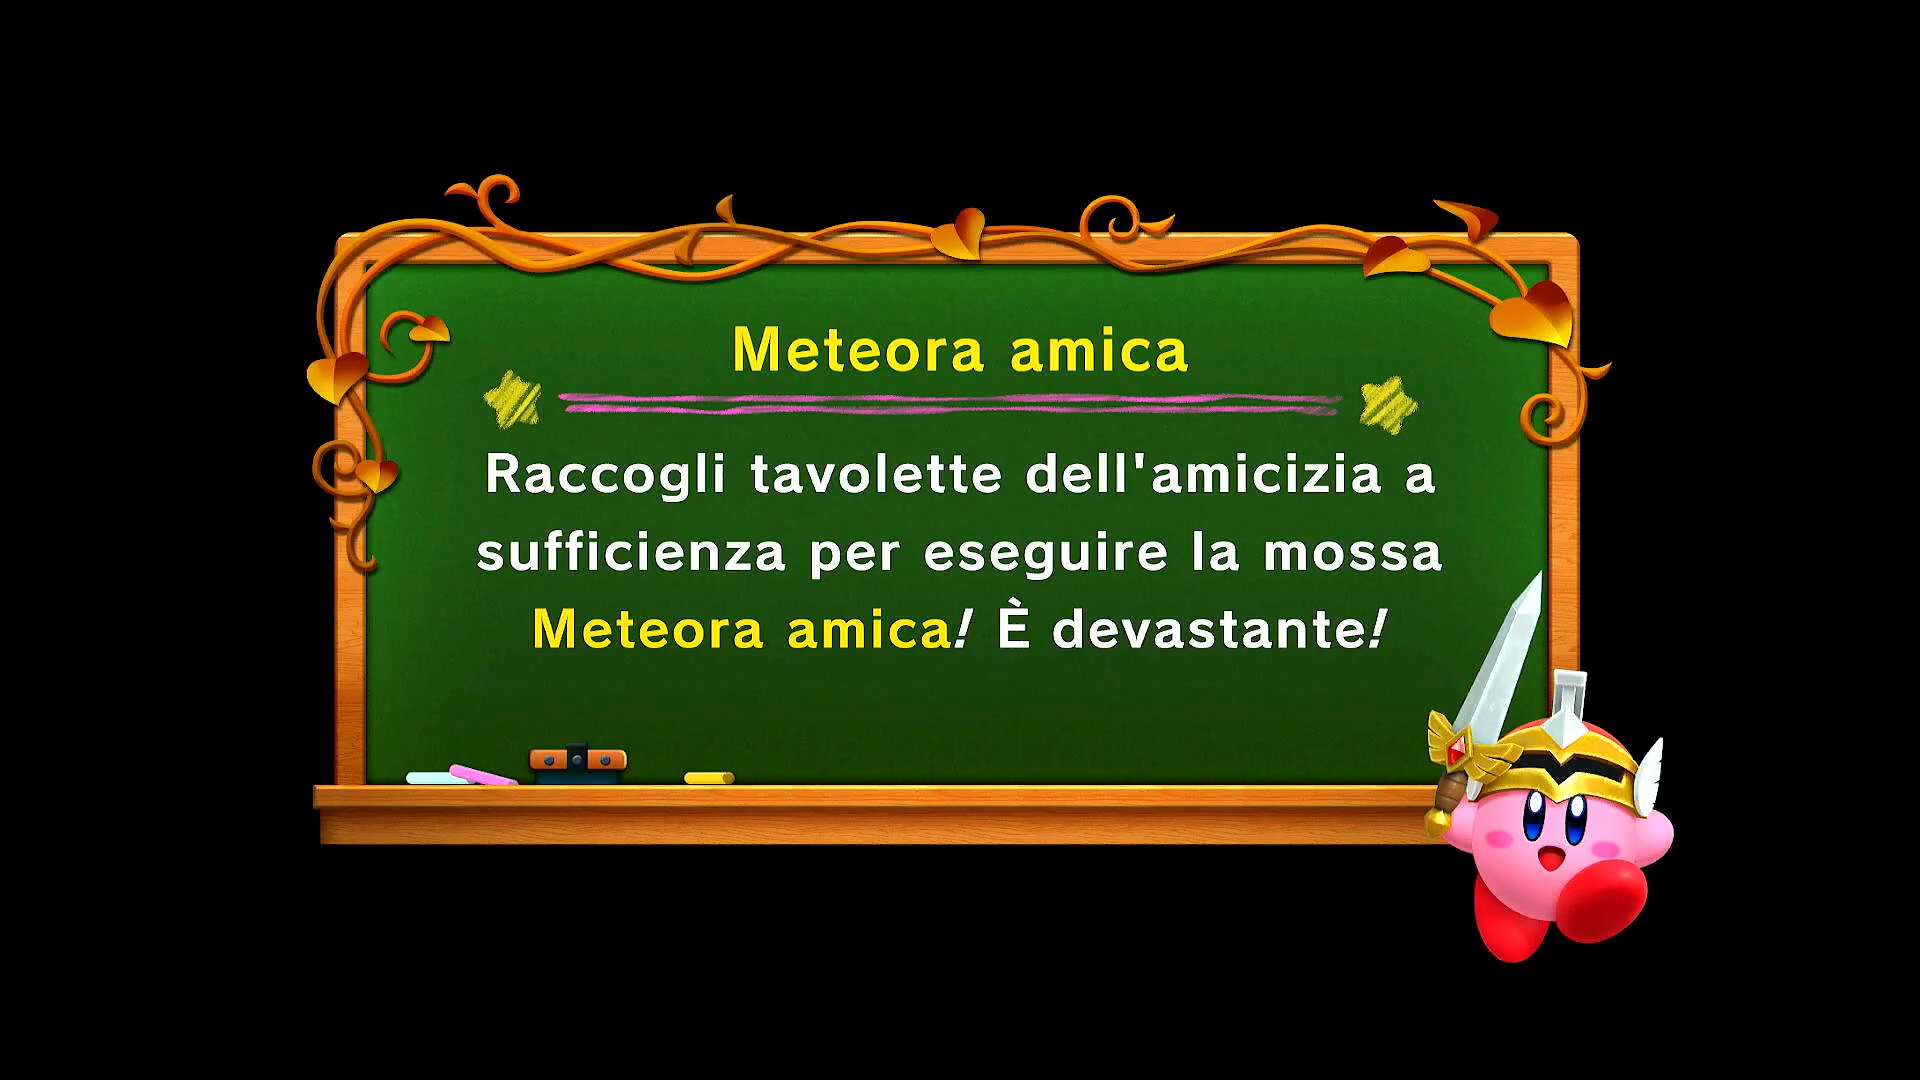 Meteora amica
Raccogli tavolette dell'amicizia a
sufficienza per eseguire la mossa
Meteora amica! È devastante!